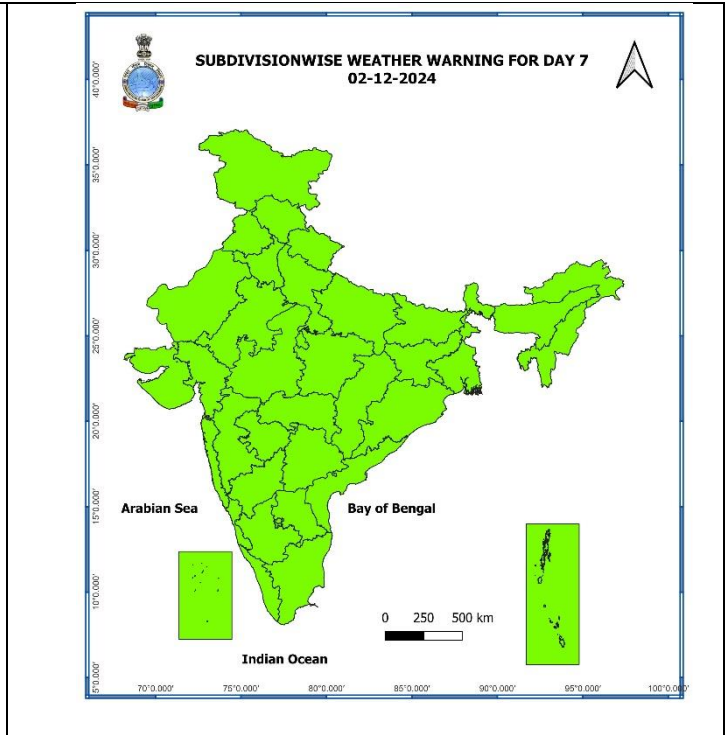 SUBDIVISIONWISE WEATHER WARNING FOR DAY 7
02-12-2024
40°0.000'
35°0.000'
30°0.000'
25°0.000'
20°0.000'
15°0.000'
10°0.000'
5°0.000'
Arabian Sea
Bay of Bengal
0 250 500 km
Indian Ocean
70°0.000' 75°0.000' 80°0.000' 85°0.000' 90°0.000' 95°0.000' 100°0.000'